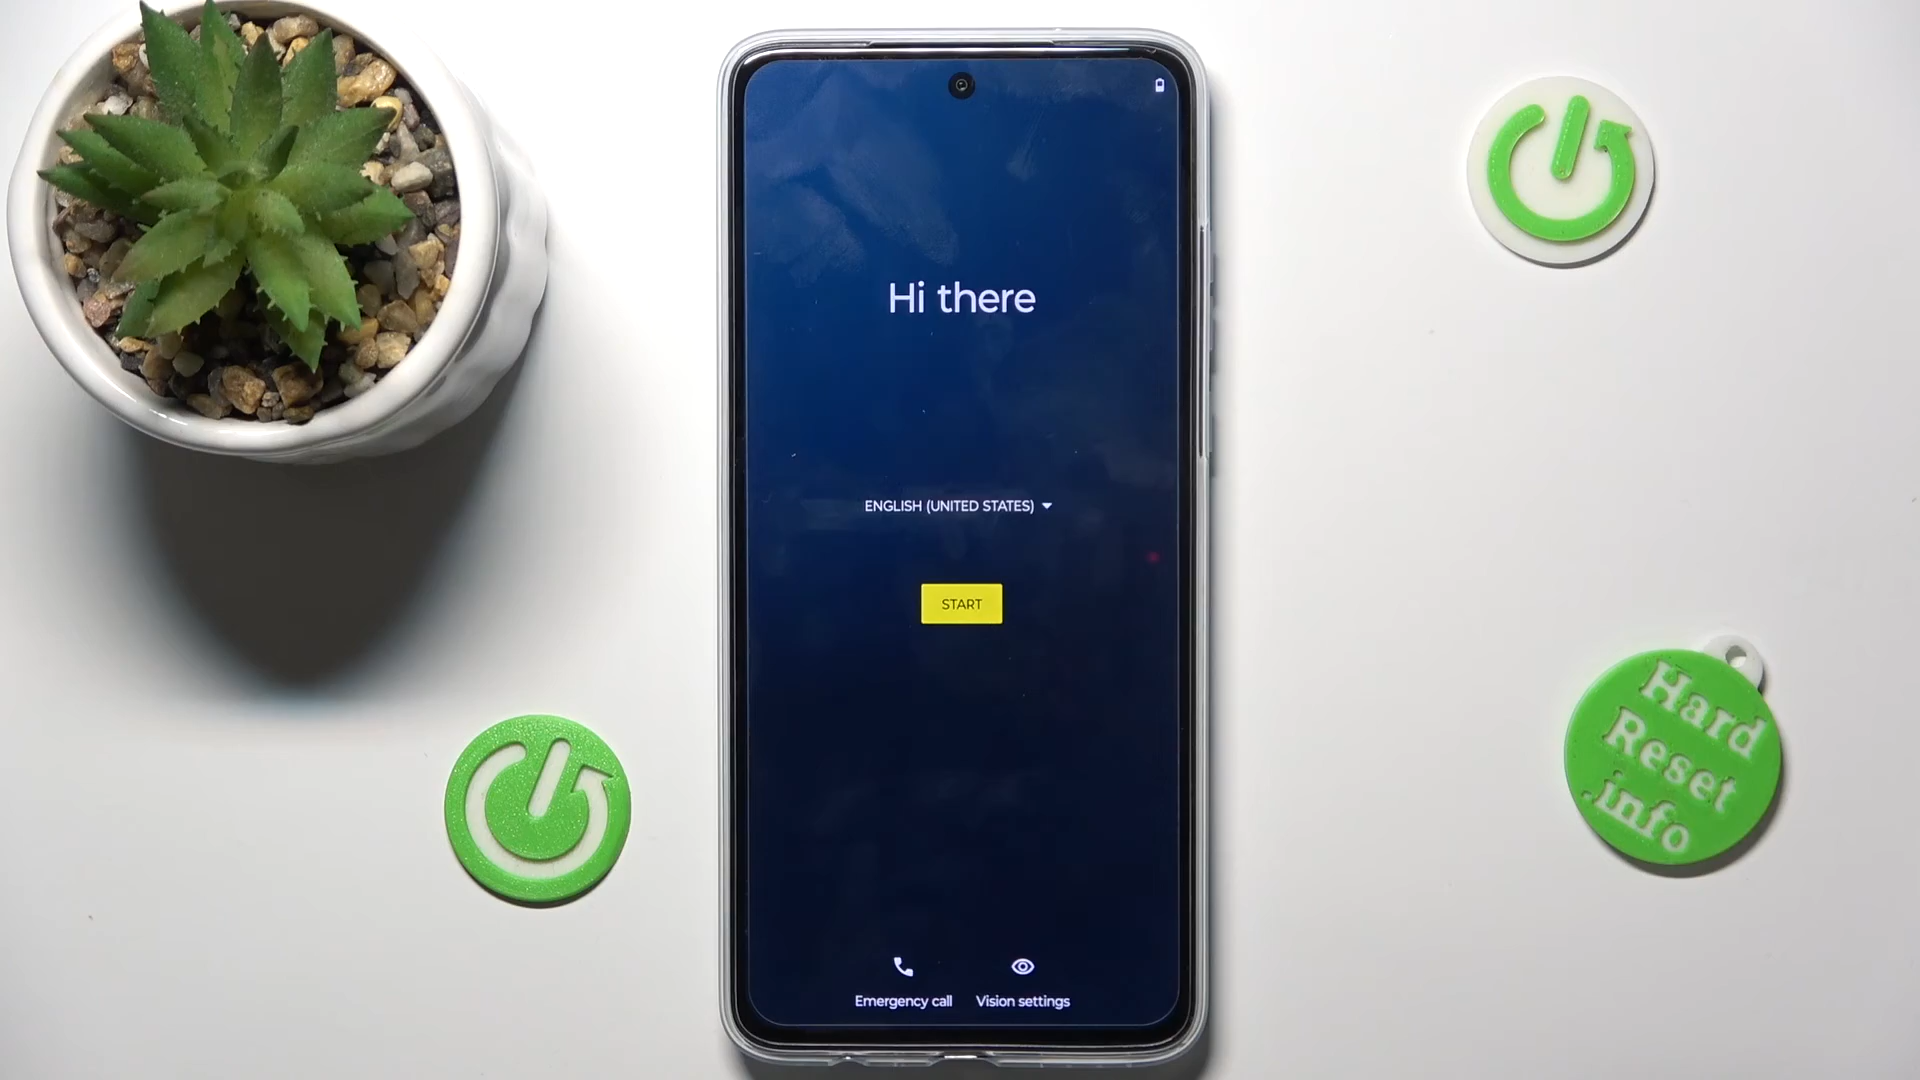 Hi there
ENGLISH (UNITED STATES)
START
Emergency call
Vision settings
Hard
Reset
.info